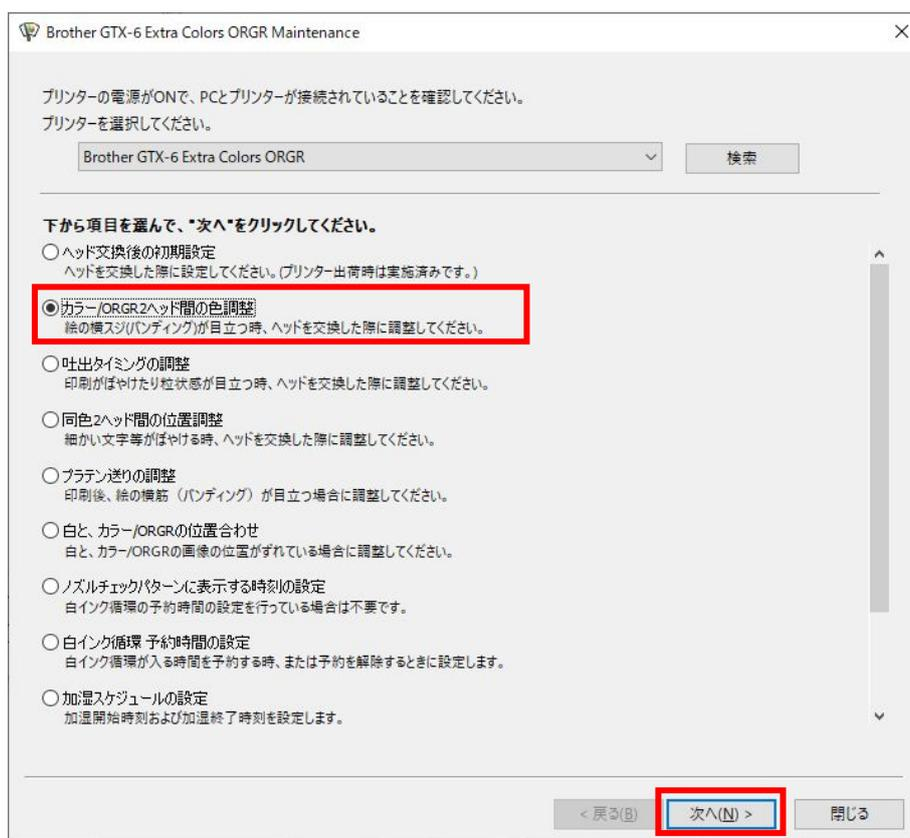 Brother GTX-6 Extra Colors ORGR Maintenance
プリンターの電源がONで、PCとプリンターが接続されていることを確認してください。
プリンターを選択してください。
Brother GTX-6 Extra Colors ORGR
検索
下から項目を選んで、"次へ"をクリックしてください。
ヘッド交換後の初期設定
ヘッドを交換した際に設定してください。(プリンター出荷時は実施済みです。)
カラー/ORGR2ヘッド間の色調整
絵の横スジ(バンディング)が目立つ時、ヘッドを交換した際に調整してください。
吐出タイミングの調整
印刷がぼやけたり粒状感が目立つ時、ヘッドを交換した際に調整してください。
同色2ヘッド間の位置調整
細かい文字等がぼやける時、ヘッドを交換した際に調整してください。
プラテン送りの調整
印刷後、絵の横筋（バンディング）が目立つ場合に調整してください。
白と、カラー/ORGRの位置合わせ
白と、カラー/ORGRの画像の位置がずれている場合に調整してください。
ノズルチェックパターンに表示する時刻の設定
白インク循環の予約時間の設定を行っている場合は不要です。
白インク循環 予約時間の設定
白インク循環が入る時間を予約する時、または予約を解除するときに設定します。
加湿スケジュールの設定
加湿開始時刻および加湿終了時刻を設定します。
< 戻る(B)
次へ(N) >
閉じる